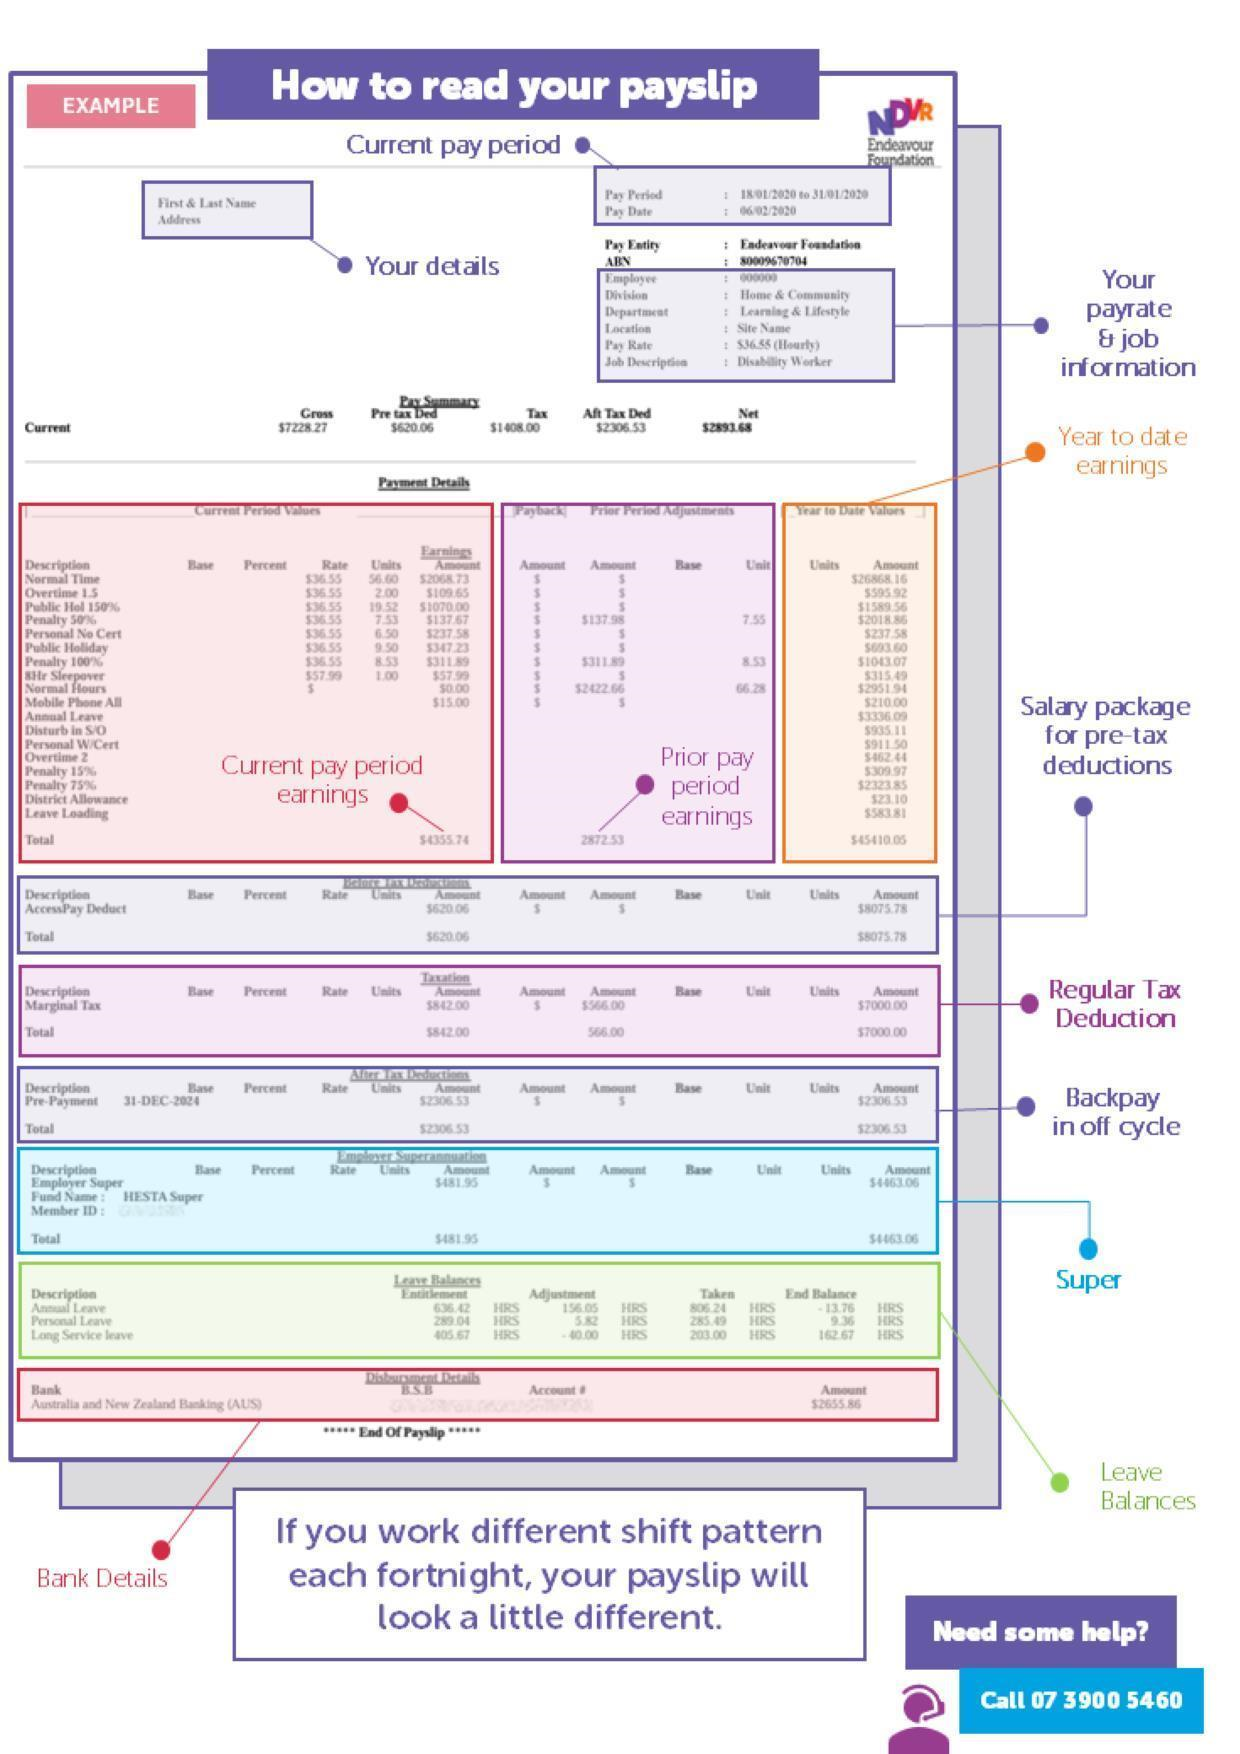 How to read your payslip
EXAMPLE
NDVR
Endeavour
Foundation
Current pay period
First & Last Name
Address
Your details
Pay Period : 18/01/2020 to 31/01/2020
Pay Date : 06/02/2020
Pay Entity : Endeavour Foundation
ABN : 80009670704
Employee : 000000
Division : Home & Community
Department : Learning & Lifestyle
Location : Site Name
Pay Rate : $36.55 (Hourly)
Job Description : Disability Worker
Your
payrate
& job
information
Pay Summary
Gross Pre tax Ded Tax Aft Tax Ded Net
Current $7228.27 $620.06 $1408.00 $2306.53 $2893.68
Year to date
earnings
Payment Details
Current Period Values |Payback| Prior Period Adjustments Year to Date Values
Earnings
Description Base Percent Rate Units Amount Amount Amount Base Unit Units Amount
Normal Time $36.55 56.60 $2068.73 $ $ $26868.16
Overtime 1.5 $36.55 2.00 $109.65 $ $ $595.92
Public Hol 150% $36.55 19.52 $1070.00 $ $ $1589.56
Penalty 50% $36.55 7.53 $137.67 $ $137.98 7.55 $2018.86
Personal No Cert $36.55 6.50 $237.58 $ $ $237.58
Public Holiday $36.55 9.50 $347.23 $ $ $693.60
Penalty 100% $36.55 8.53 $311.89 $ $311.89 8.53 $1043.07
8Hr Sleepover $57.99 1.00 $57.99 $ $ $315.49
Normal Hours $ $0.00 $ $2422.66 66.28 $2951.94
Mobile Phone All $15.00 $ $ $210.00
Annual Leave $3336.09
Disturb in S/O $935.11
Personal W/Cert $911.50
Overtime 2 $462.44
Penalty 15% $309.97
Penalty 75% $2323.85
District Allowance $23.10
Leave Loading $583.81
Total $4355.74 2872.53 $45410.05
Current pay period
earnings
Prior pay
period
earnings
Salary package
for pre-tax
deductions
Before Tax Deductions
Description Base Percent Rate Units Amount Amount Amount Base Unit Units Amount
AccessPay Deduct $620.06 $ $ $8075.78
Total $620.06 $8075.78
Taxation
Description Base Percent Rate Units Amount Amount Amount Base Unit Units Amount
Marginal Tax $842.00 $ $566.00 $7000.00
Total $842.00 566.00 $7000.00
Regular Tax
Deduction
After Tax Deductions
Description Base Percent Rate Units Amount Amount Amount Base Unit Units Amount
Pre-Payment 31-DEC-2024 $2306.53 $ $ $2306.53
Total $2306.53 $2306.53
Backpay
in off cycle
Employer Superannuation
Description Base Percent Rate Units Amount Amount Amount Base Unit Units Amount
Employer Super $481.95 $ $ $4463.06
Fund Name : HESTA Super
Member ID :
Total $481.95 $4463.06
Super
Leave Balances
Description Entitlement Adjustment Taken End Balance
Annual Leave 636.42 HRS 156.05 HRS 806.24 HRS - 13.76 HRS
Personal Leave 289.04 HRS 5.82 HRS 285.49 HRS 9.36 HRS
Long Service leave 405.67 HRS - 40.00 HRS 203.00 HRS 162.67 HRS
Leave
Balances
Disbursment Details
Bank B.S.B Account # Amount
Australia and New Zealand Banking (AUS) $2655.86
***** End Of Payslip *****
Bank Details
If you work different shift pattern
each fortnight, your payslip will
look a little different.
Need some help?
Call 07 3900 5460